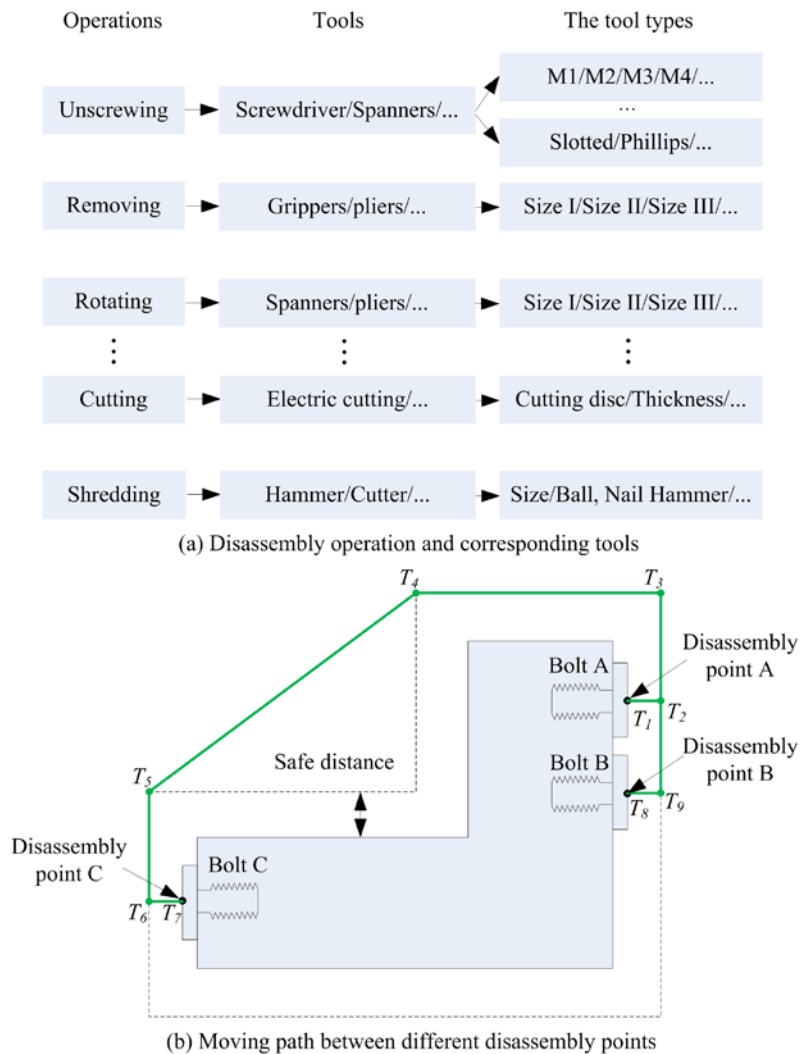 Operations Tools The tool types
M1/M2/M3/M4/...
Unscrewing Screwdriver/Spanners/... ...
Slotted/Phillips/...
Removing Grippers/pliers/... Size I/Size II/Size III/...
Rotating Spanners/pliers/... Size I/Size II/Size III/...
Cutting Electric cutting/... Cutting disc/Thickness/...
Shredding Hammer/Cutter/... Size/Ball, Nail Hammer/...
(a) Disassembly operation and corresponding tools
T4 T3
Bolt A Disassembly
point A
T1 T2
Safe distance
Bolt B Disassembly
point B
T5
T8 T9
Disassembly
point C
Bolt C
T6 T7
(b) Moving path between different disassembly points